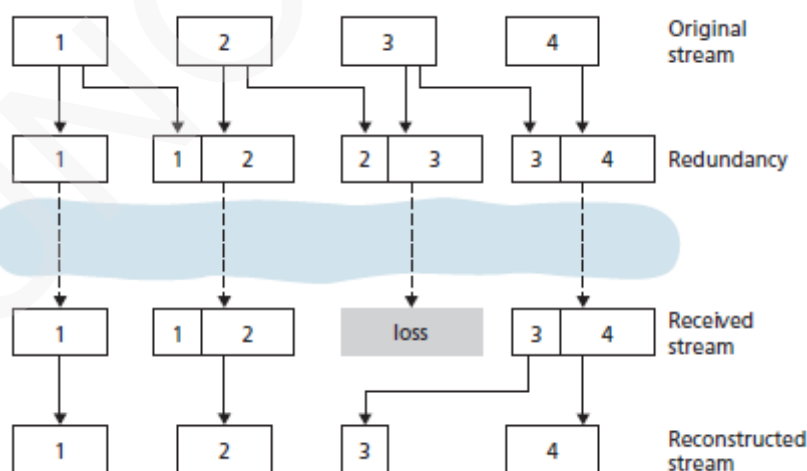 1 2 3 4 Original
stream
1 1 2 2 3 3 4 Redundancy
1 1 2 loss 3 4 Received
stream
1 2 3 4 Reconstructed
stream